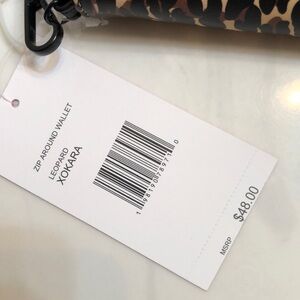 ZIP AROUND WALLET
LEOPARD
XOKARA
MSRP
$48.00